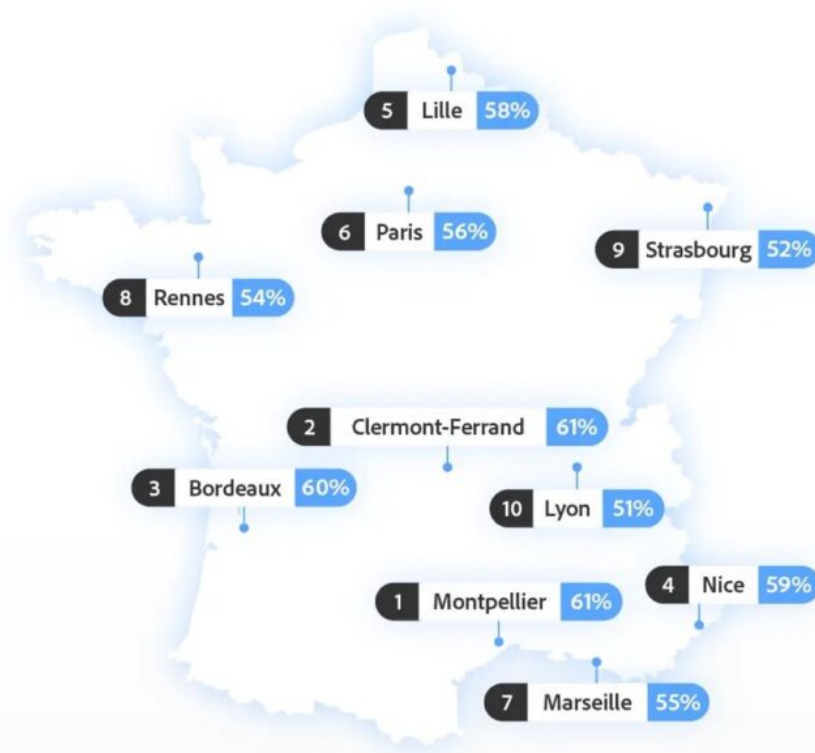 5 Lille 58%
6 Paris 56%
9 Strasbourg 52%
8 Rennes 54%
2 Clermont-Ferrand 61%
3 Bordeaux 60%
10 Lyon 51%
4 Nice 59%
1 Montpellier 61%
7 Marseille 55%